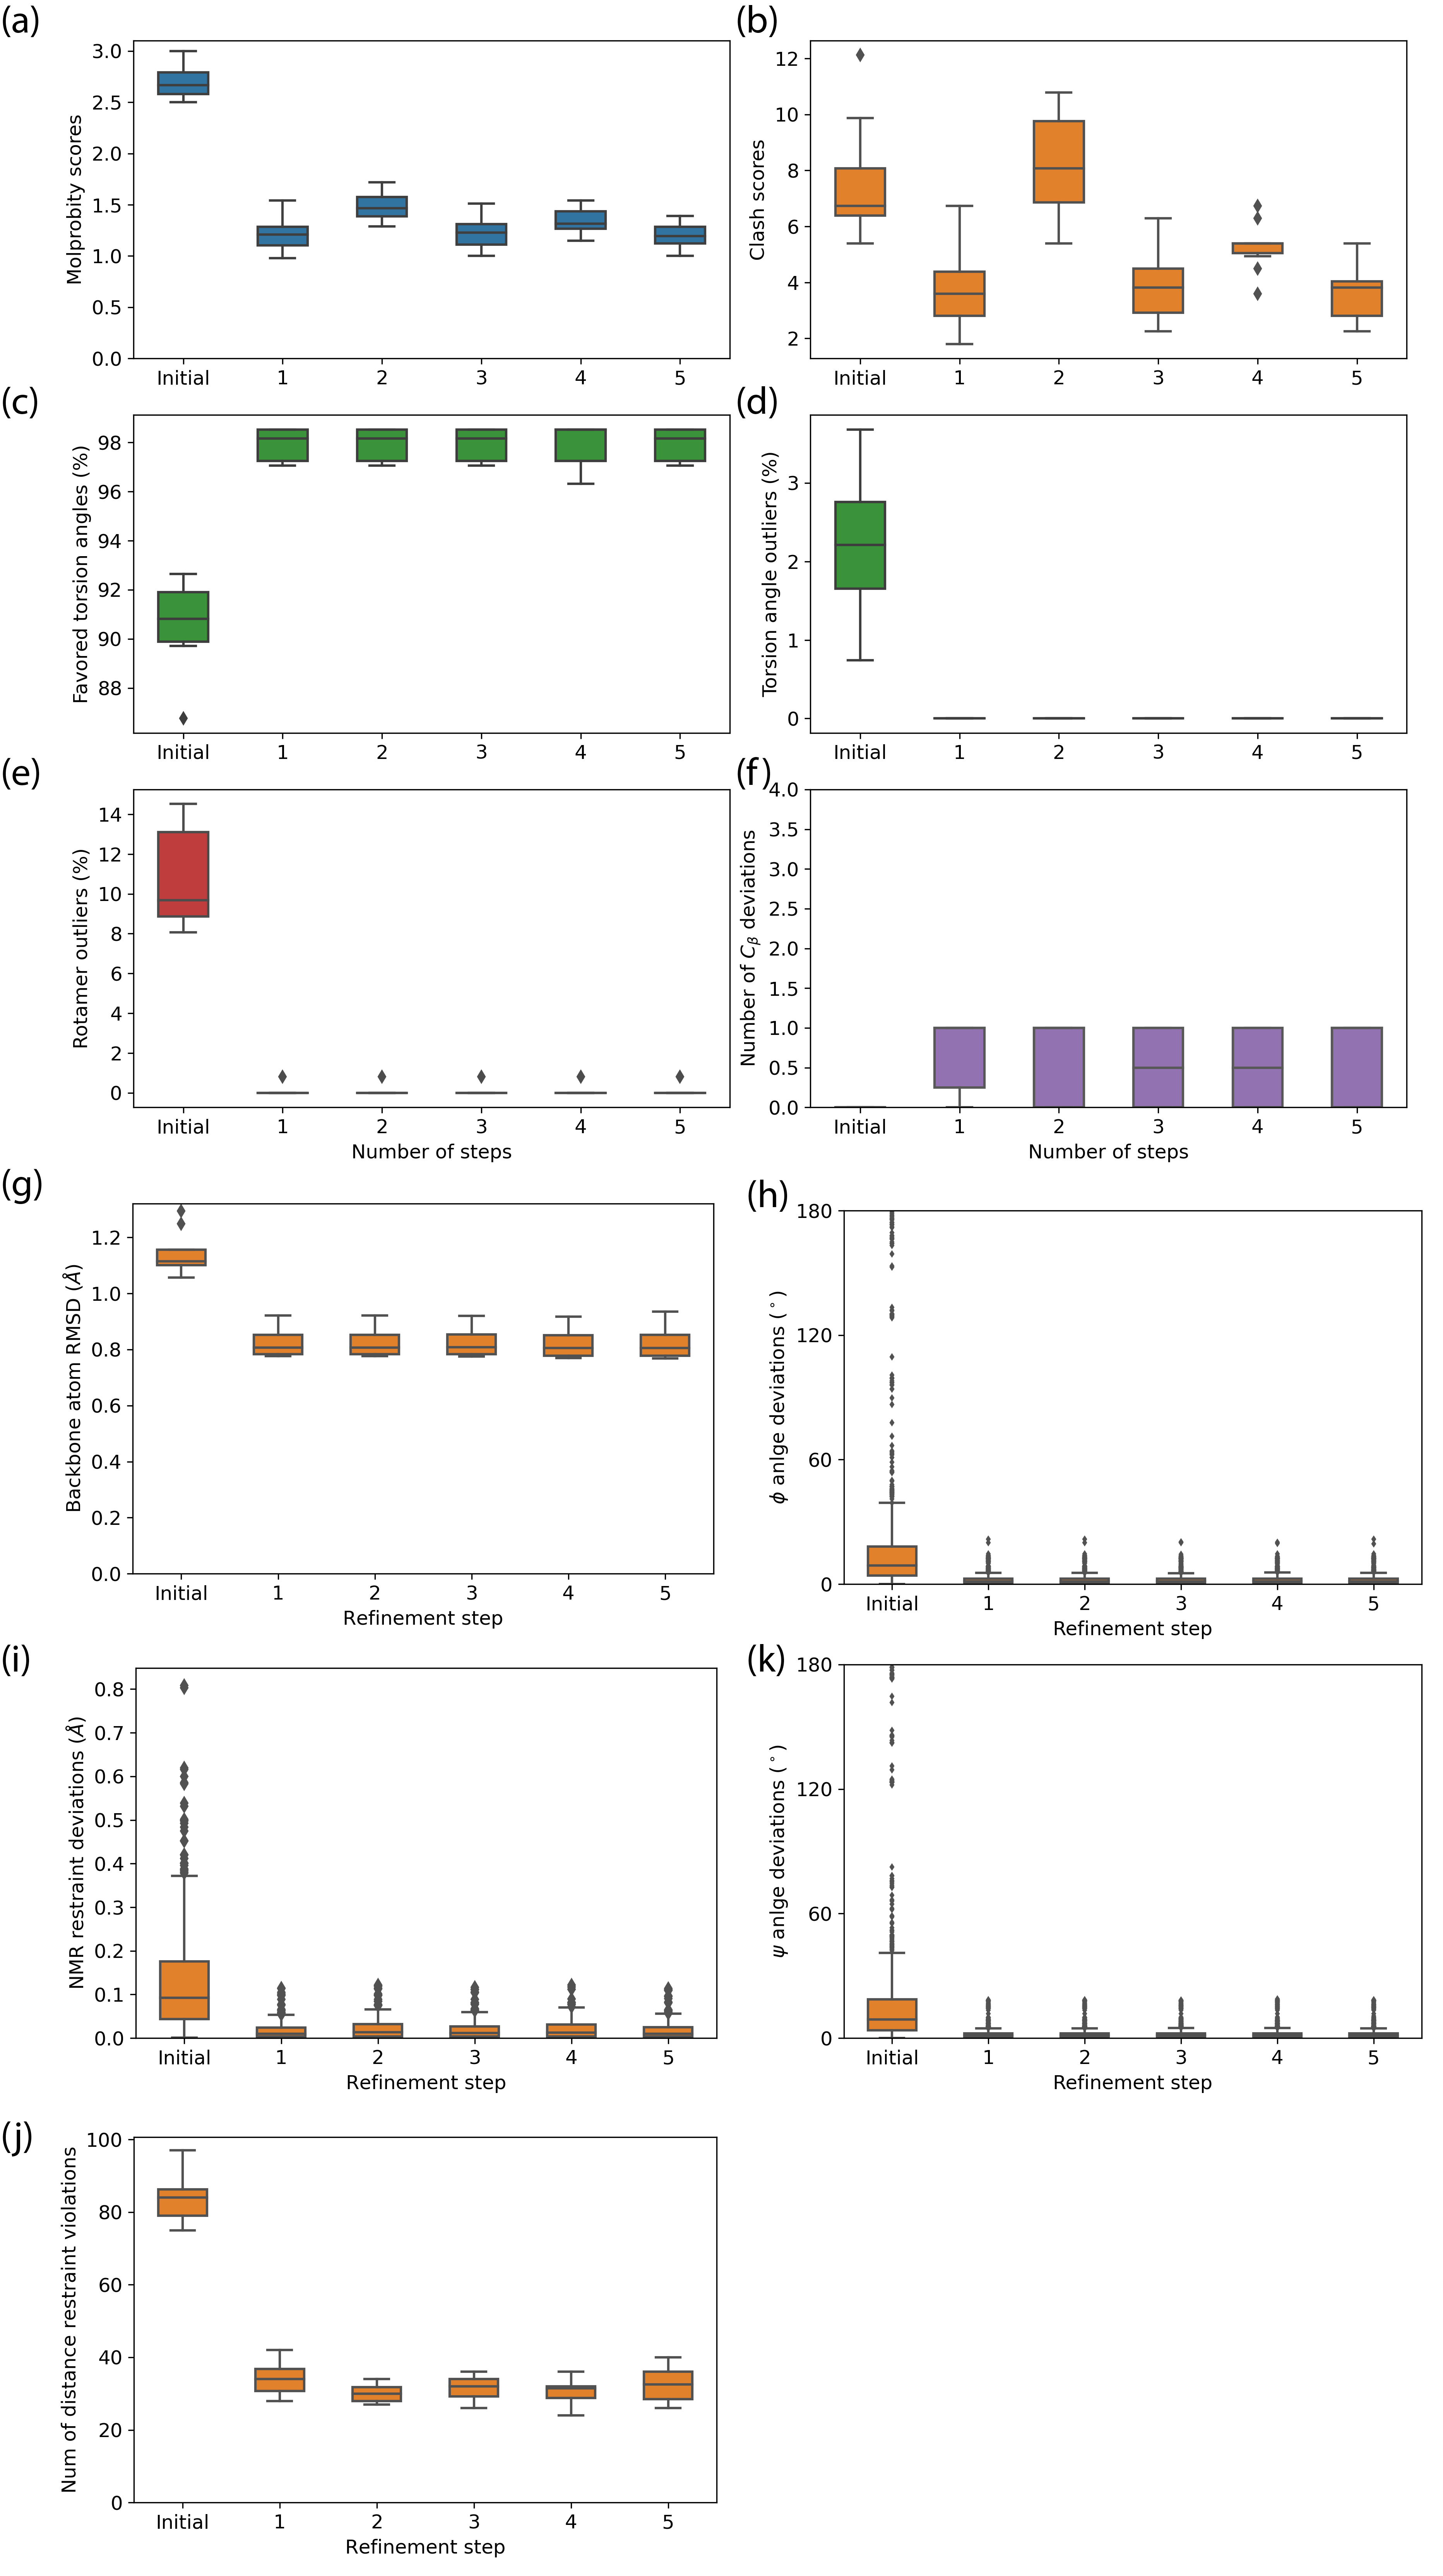 (a)
Molprobity scores
3.0
2.5
2.0
1.5
1.0
0.5
0.0
Initial 1 2 3 4 5
(b)
Clash scores
12
10
8
6
4
2
Initial 1 2 3 4 5
(c)
Favored torsion angles (%)
98
96
94
92
90
88
Initial 1 2 3 4 5
(d)
Torsion angle outliers (%)
3
2
1
0
Initial 1 2 3 4 5
(e)
Rotamer outliers (%)
14
12
10
8
6
4
2
0
Initial 1 2 3 4 5
Number of steps
(f)
Number of Cβ deviations
4.0
3.5
3.0
2.5
2.0
1.5
1.0
0.5
0.0
Initial 1 2 3 4 5
Number of steps
(g)
Backbone atom RMSD (Å)
1.2
1.0
0.8
0.6
0.4
0.2
0.0
Initial 1 2 3 4 5
Refinement step
(h)
ϕ anlge deviations (°)
180
120
60
0
Initial 1 2 3 4 5
Refinement step
(i)
NMR restraint deviations (Å)
0.8
0.7
0.6
0.5
0.4
0.3
0.2
0.1
0.0
Initial 1 2 3 4 5
Refinement step
(k)
ψ anlge deviations (°)
180
120
60
0
Initial 1 2 3 4 5
Refinement step
(j)
Num of distance restraint violations
100
80
60
40
20
0
Initial 1 2 3 4 5
Refinement step